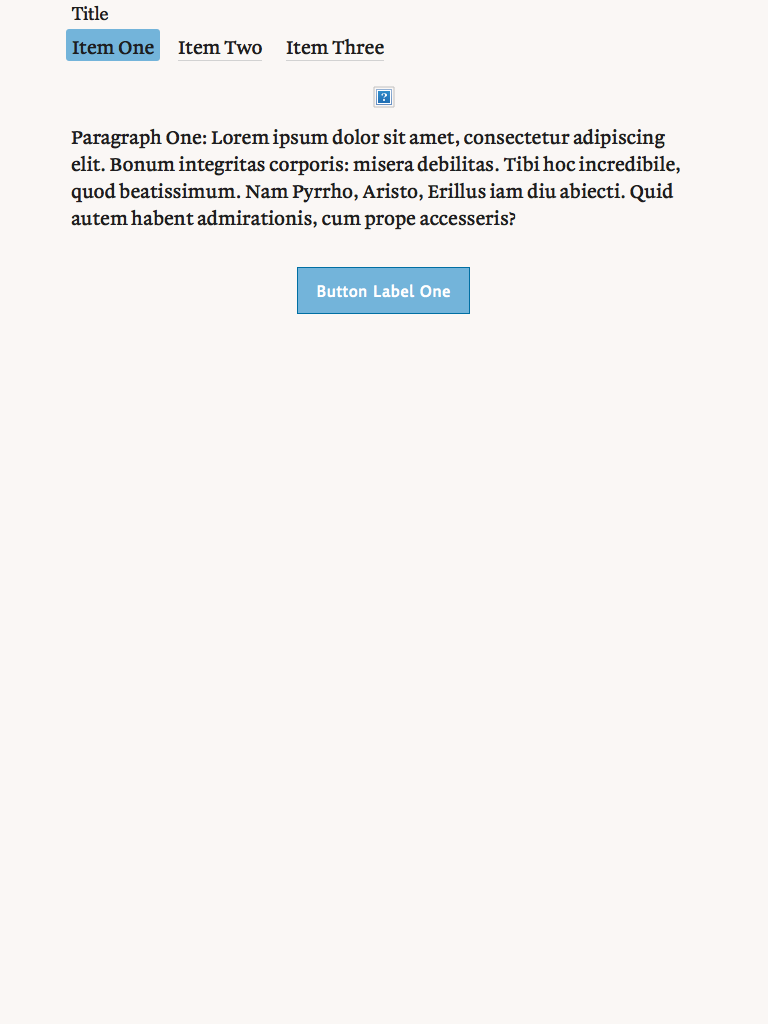 Title
Item One Item Two Item Three
?
Paragraph One: Lorem ipsum dolor sit amet, consectetur adipiscing
elit. Bonum integritas corporis: misera debilitas. Tibi hoc incredibile,
quod beatissimum. Nam Pyrrho, Aristo, Erillus iam diu abiecti. Quid
autem habent admirationis, cum prope accesseris?
Button Label One